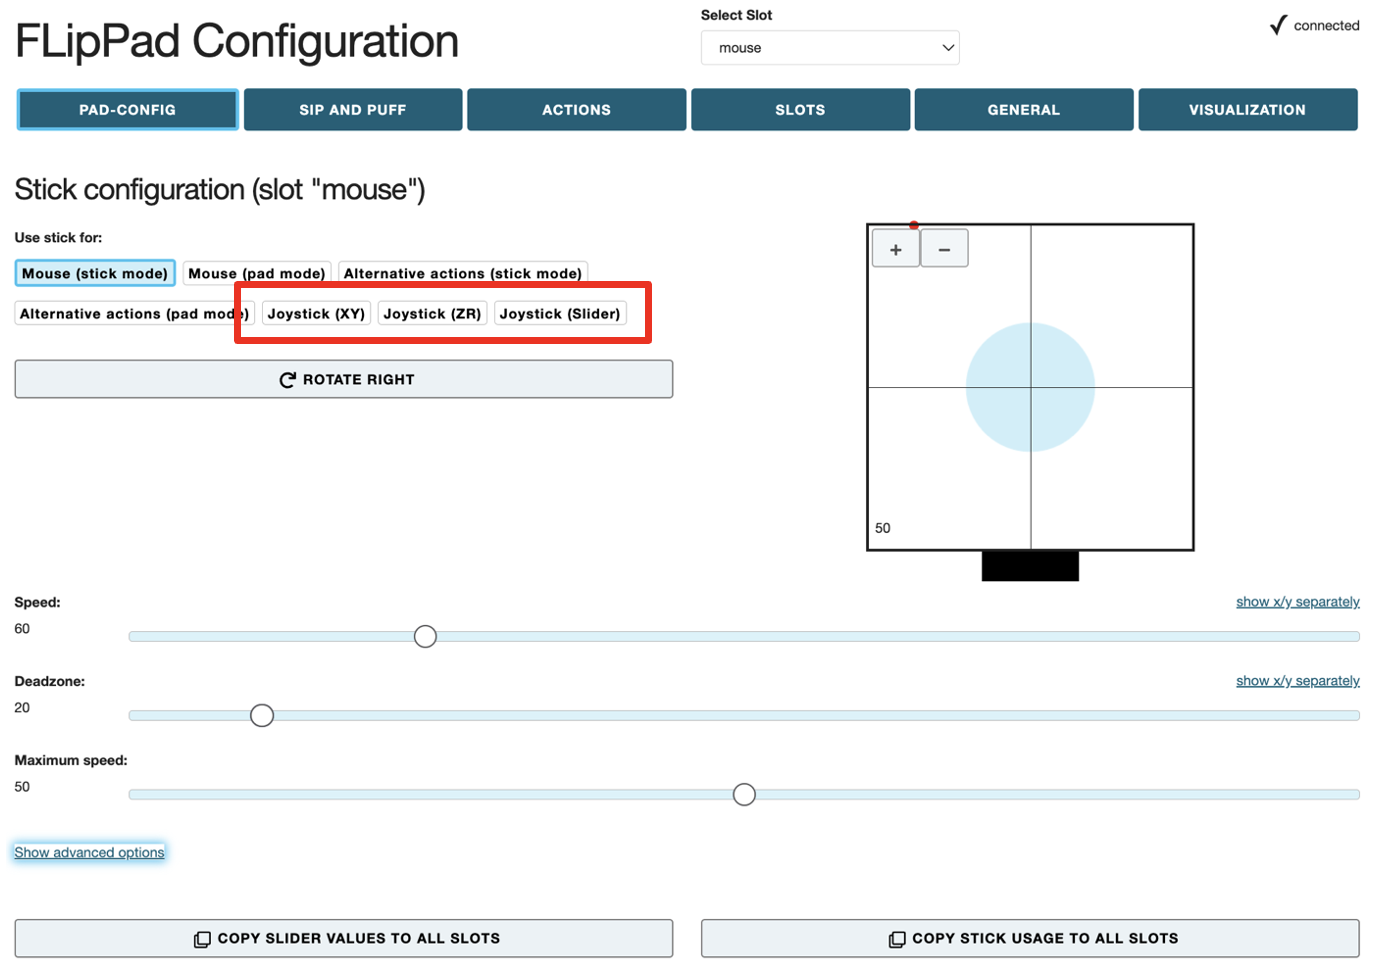 FLipPad Configuration
Select Slot
mouse
connected
PAD-CONFIG
SIP AND PUFF
ACTIONS
SLOTS
GENERAL
VISUALIZATION
Stick configuration (slot "mouse")
Use stick for:
Mouse (stick mode)
Mouse (pad mode)
Alternative actions (stick mode)
Alternative actions (pad mode)
Joystick (XY)
Joystick (ZR)
Joystick (Slider)
ROTATE RIGHT
+
−
50
Speed:
show x/y separately
60
Deadzone:
show x/y separately
20
Maximum speed:
50
Show advanced options
COPY SLIDER VALUES TO ALL SLOTS
COPY STICK USAGE TO ALL SLOTS